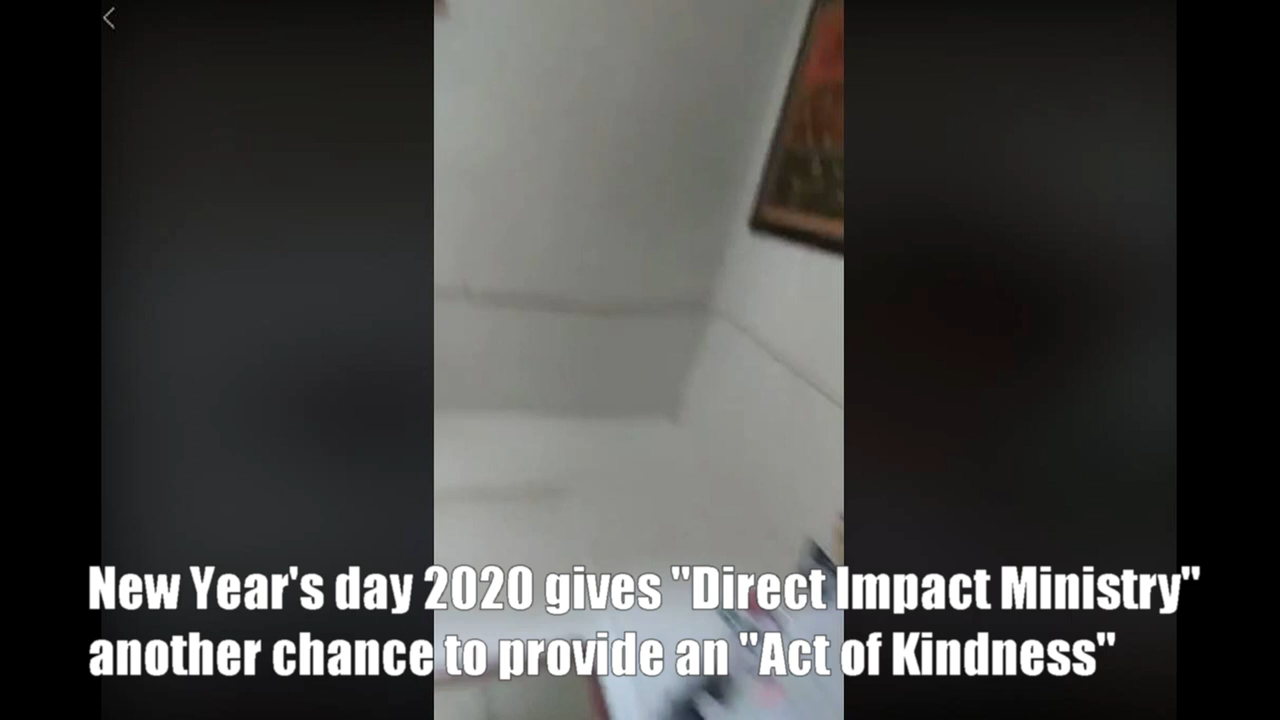 New Year's day 2020 gives "Direct Impact Ministry"
another chance to provide an "Act of Kindness"